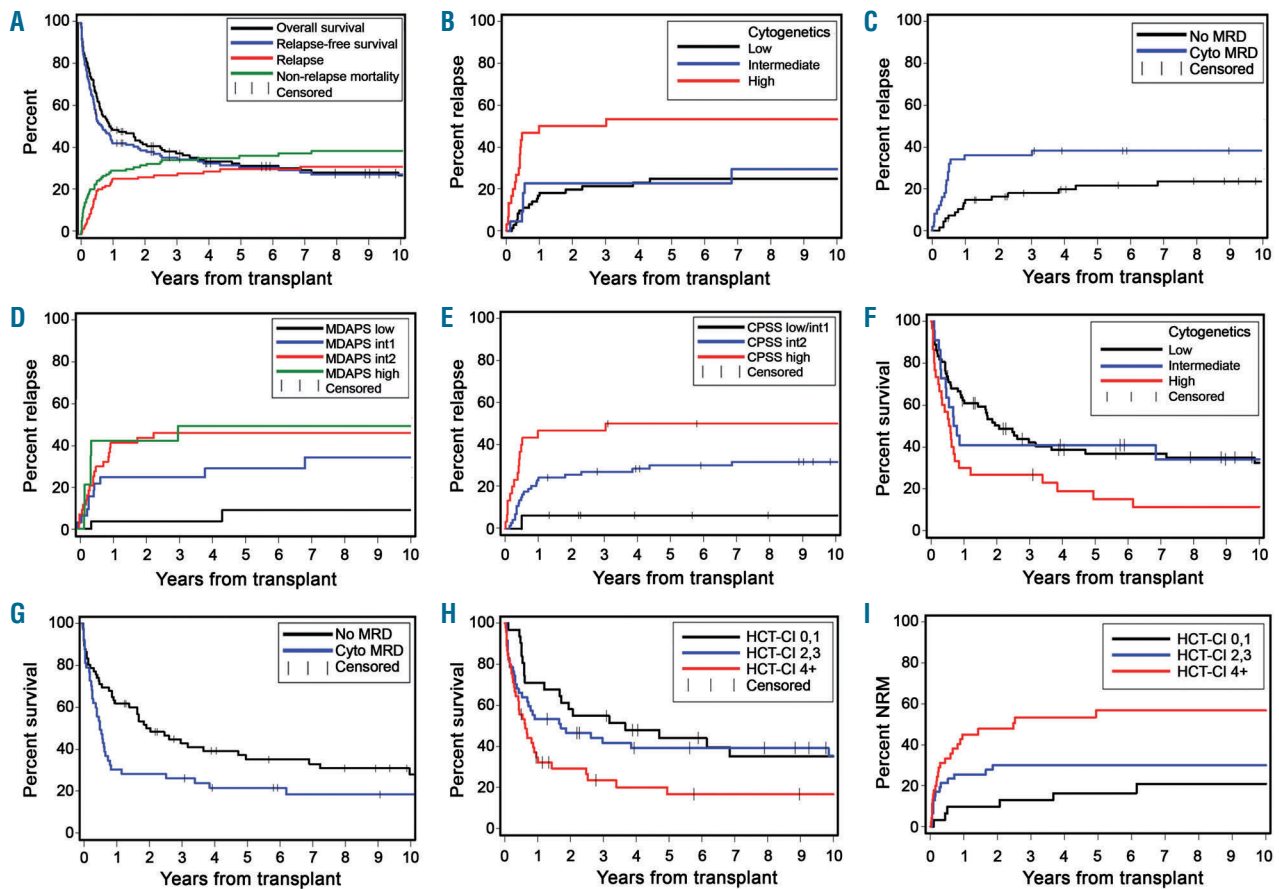 A
Overall survival
Relapse-free survival
Relapse
Non-relapse mortality
Censored
Percent
100
80
60
40
20
0
0 1 2 3 4 5 6 7 8 9 10
Years from transplant
B
Cytogenetics
Low
Intermediate
High
Percent relapse
100
80
60
40
20
0
0 1 2 3 4 5 6 7 8 9 10
Years from transplant
C
No MRD
Cyto MRD
Censored
Percent relapse
100
80
60
40
20
0
0 1 2 3 4 5 6 7 8 9 10
Years from transplant
D
MDAPS low
MDAPS int1
MDAPS int2
MDAPS high
Censored
Percent relapse
100
80
60
40
20
0
0 1 2 3 4 5 6 7 8 9 10
Years from transplant
E
CPSS low/int1
CPSS int2
CPSS high
Censored
Percent relapse
100
80
60
40
20
0
0 1 2 3 4 5 6 7 8 9 10
Years from transplant
F
Cytogenetics
Low
Intermediate
High
Censored
Percent survival
100
80
60
40
20
0
0 1 2 3 4 5 6 7 8 9 10
Years from transplant
G
No MRD
Cyto MRD
Censored
Percent survival
100
80
60
40
20
0
0 1 2 3 4 5 6 7 8 9 10
Years from transplant
H
HCT-CI 0,1
HCT-CI 2,3
HCT-CI 4+
Censored
Percent survival
100
80
60
40
20
0
0 1 2 3 4 5 6 7 8 9 10
Years from transplant
I
HCT-CI 0,1
HCT-CI 2,3
HCT-CI 4+
Percent NRM
100
80
60
40
20
0
0 1 2 3 4 5 6 7 8 9 10
Years from transplant